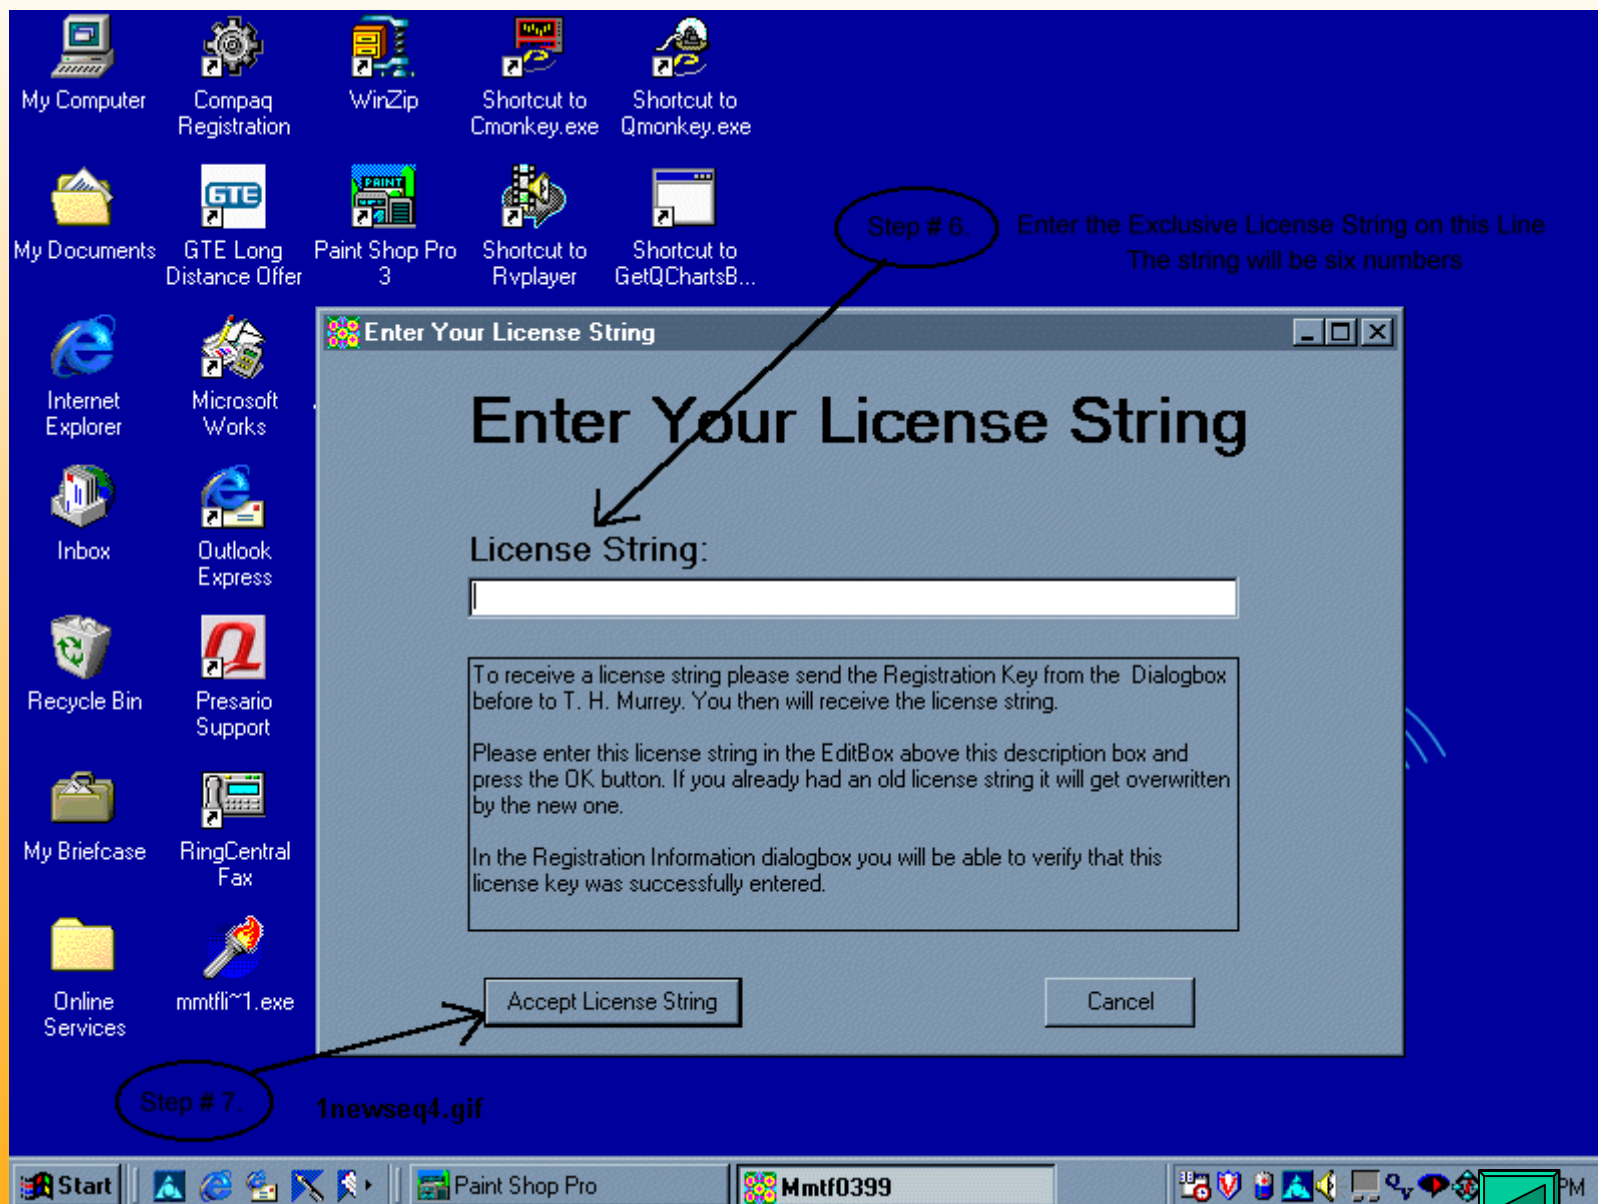 My Computer
Compaq
Registration
WinZip
Shortcut to
Cmonkey.exe
Shortcut to
Qmonkey.exe
My Documents
GTE
GTE Long
Distance Offer
PAINT
Paint Shop Pro
3
Shortcut to
Rvplayer
Shortcut to
GetQChartsB...
Step # 6.
Enter the Exclusive License String on this Line
The string will be six numbers
Internet
Explorer
Microsoft
Works
Inbox
Outlook
Express
Recycle Bin
Presario
Support
My Briefcase
RingCentral
Fax
Online
Services
mmtfli~1.exe
Enter Your License String
Enter Your License String
License String:
To receive a license string please send the Registration Key from the Dialogbox
before to T. H. Murrey. You then will receive the license string.
Please enter this license string in the EditBox above this description box and
press the OK button. If you already had an old license string it will get overwritten
by the new one.
In the Registration Information dialogbox you will be able to verify that this
license key was successfully entered.
Accept License String
Cancel
Step # 7.
1newseq4.gif
Start
Paint Shop Pro
Mmtf0399
PM